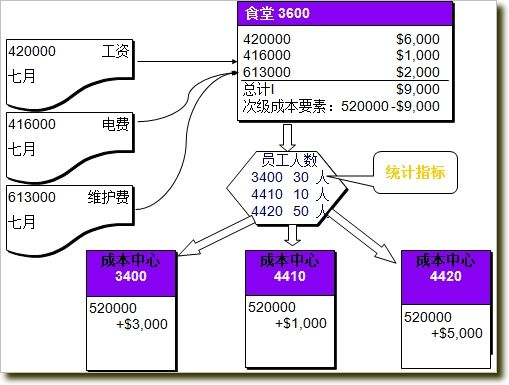 420000 工资
七月
416000 电费
七月
613000 维护费
七月
食堂 3600
420000 $6,000
416000 $1,000
613000 $2,000
总计l $9,000
次级成本要素：520000 -$9,000
员工人数
3400 30 人
4410 10 人
4420 50 人
统计指标
成本中心
3400
520000
+$3,000
成本中心
4410
520000
+$1,000
成本中心
4420
520000
+$5,000